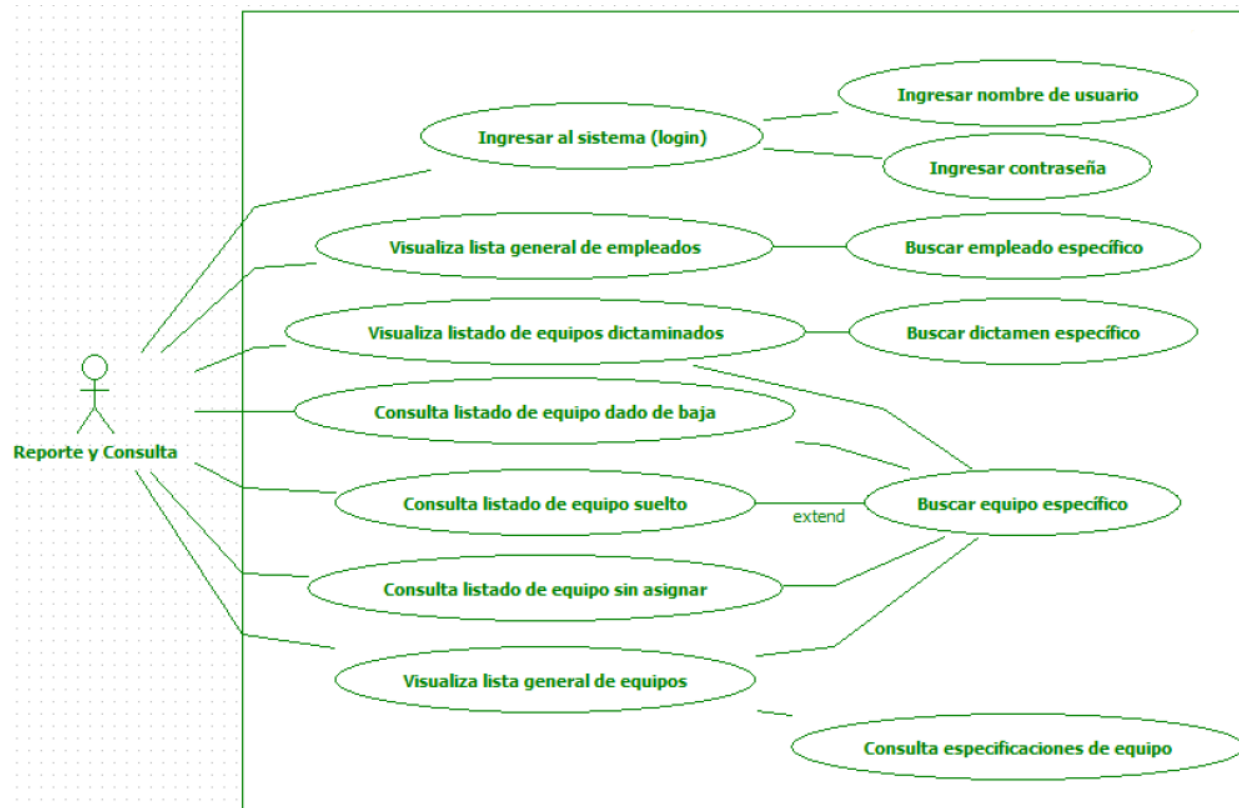 Ingresar nombre de usuario
Ingresar al sistema (login)
Ingresar contraseña
Visualiza lista general de empleados
Buscar empleado específico
Visualiza listado de equipos dictaminados
Buscar dictamen específico
Consulta listado de equipo dado de baja
Reporte y Consulta
Consulta listado de equipo suelto
extend
Buscar equipo específico
Consulta listado de equipo sin asignar
Visualiza lista general de equipos
Consulta especificaciones de equipo